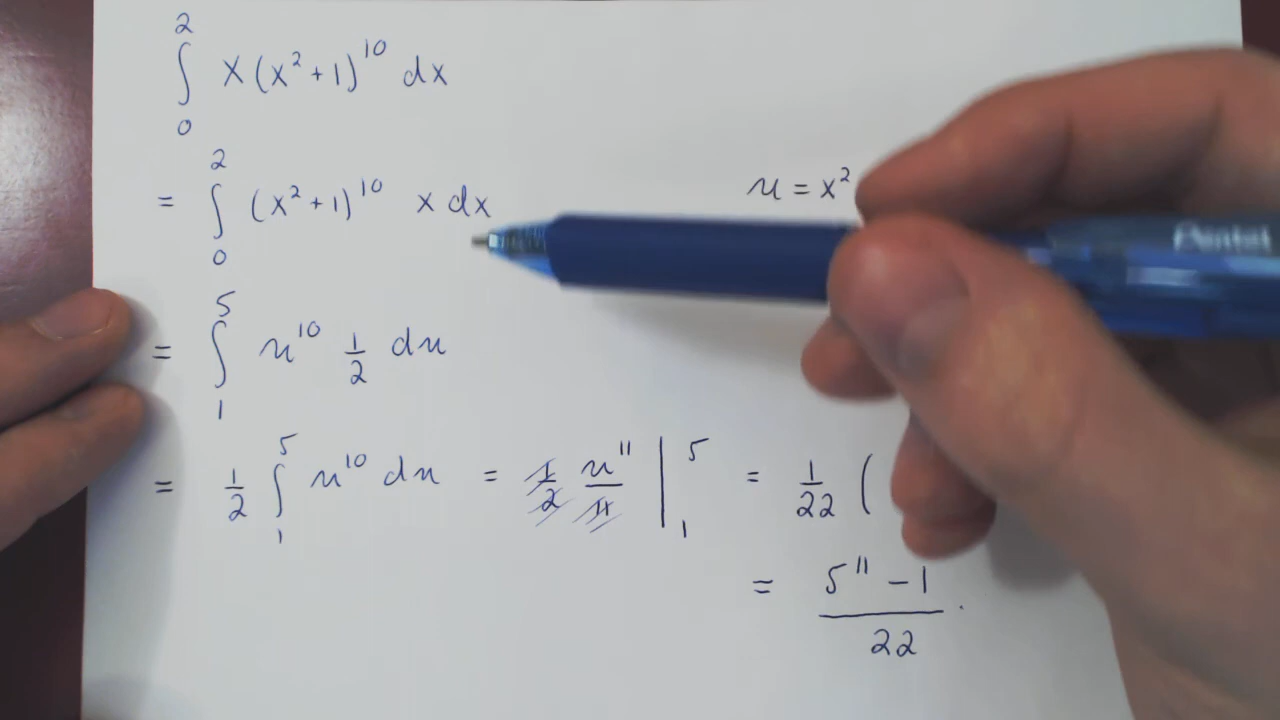 ∫₀² x(x²+1)¹⁰ dx
= ∫₀² (x²+1)¹⁰ x dx
u = x²
= ∫₁⁵ u¹⁰ 1/2 du
= 1/2 ∫₁⁵ u¹⁰ du = 1/2 u¹¹/11 |₁⁵ = 1/22 (
= (5¹¹ − 1)/22.
Pentel